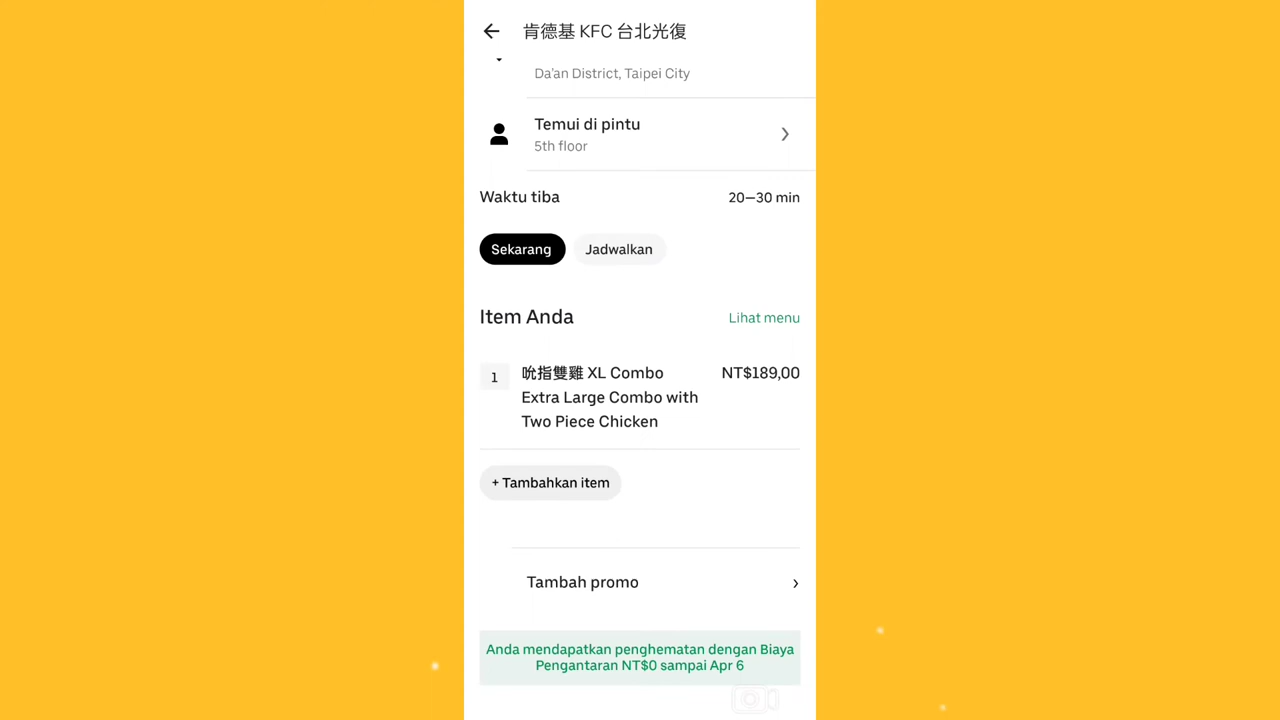 肯德基 KFC 台北光復
Da'an District, Taipei City
Temui di pintu
5th floor
Waktu tiba 20–30 min
Sekarang Jadwalkan
Item Anda Lihat menu
1 吮指雙雞 XL Combo NT$189,00
Extra Large Combo with
Two Piece Chicken
+ Tambahkan item
Tambah promo
Anda mendapatkan penghematan dengan Biaya
Pengantaran NT$0 sampai Apr 6